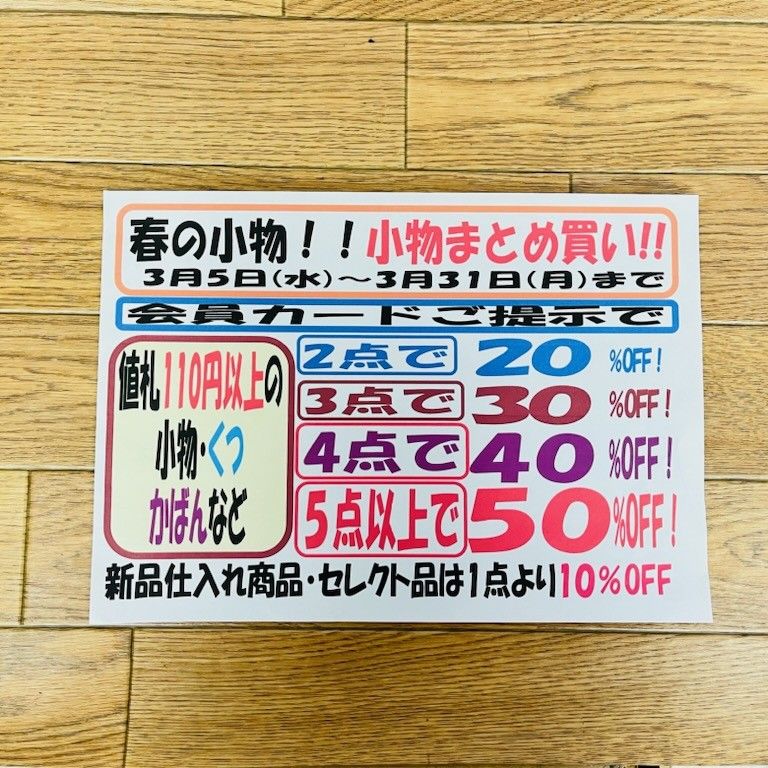 春の小物！！小物まとめ買い!!
3月5日(水)～3月31日(月)まで
会員カードご提示で
値札110円以上の
小物・くつ
かばんなど
2点で 20 %OFF!
3点で 30 %OFF!
4点で 40 %OFF!
5点以上で 50 %OFF!
新品仕入れ商品・セレクト品は1点より10%OFF